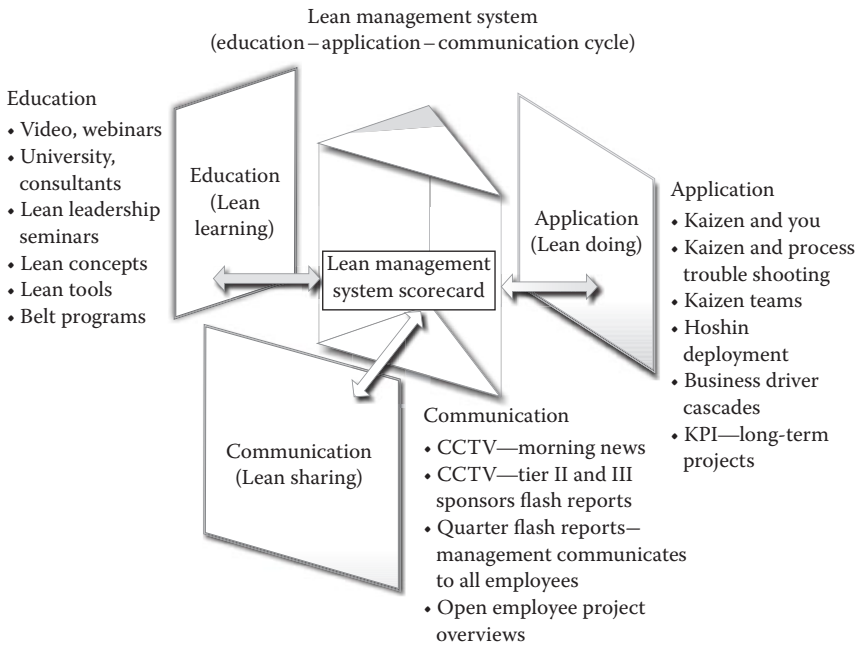 Lean management system
(education–application–communication cycle)
Education
• Video, webinars
• University,
consultants
• Lean leadership
seminars
• Lean concepts
• Lean tools
• Belt programs
Education
(Lean
learning)
Lean management
system scorecard
Application
(Lean doing)
Application
• Kaizen and you
• Kaizen and process
trouble shooting
• Kaizen teams
• Hoshin
deployment
• Business driver
cascades
• KPI—long-term
projects
Communication
(Lean sharing)
Communication
• CCTV—morning news
• CCTV—tier II and III
sponsors flash reports
• Quarter flash reports—
management communicates
to all employees
• Open employee project
overviews